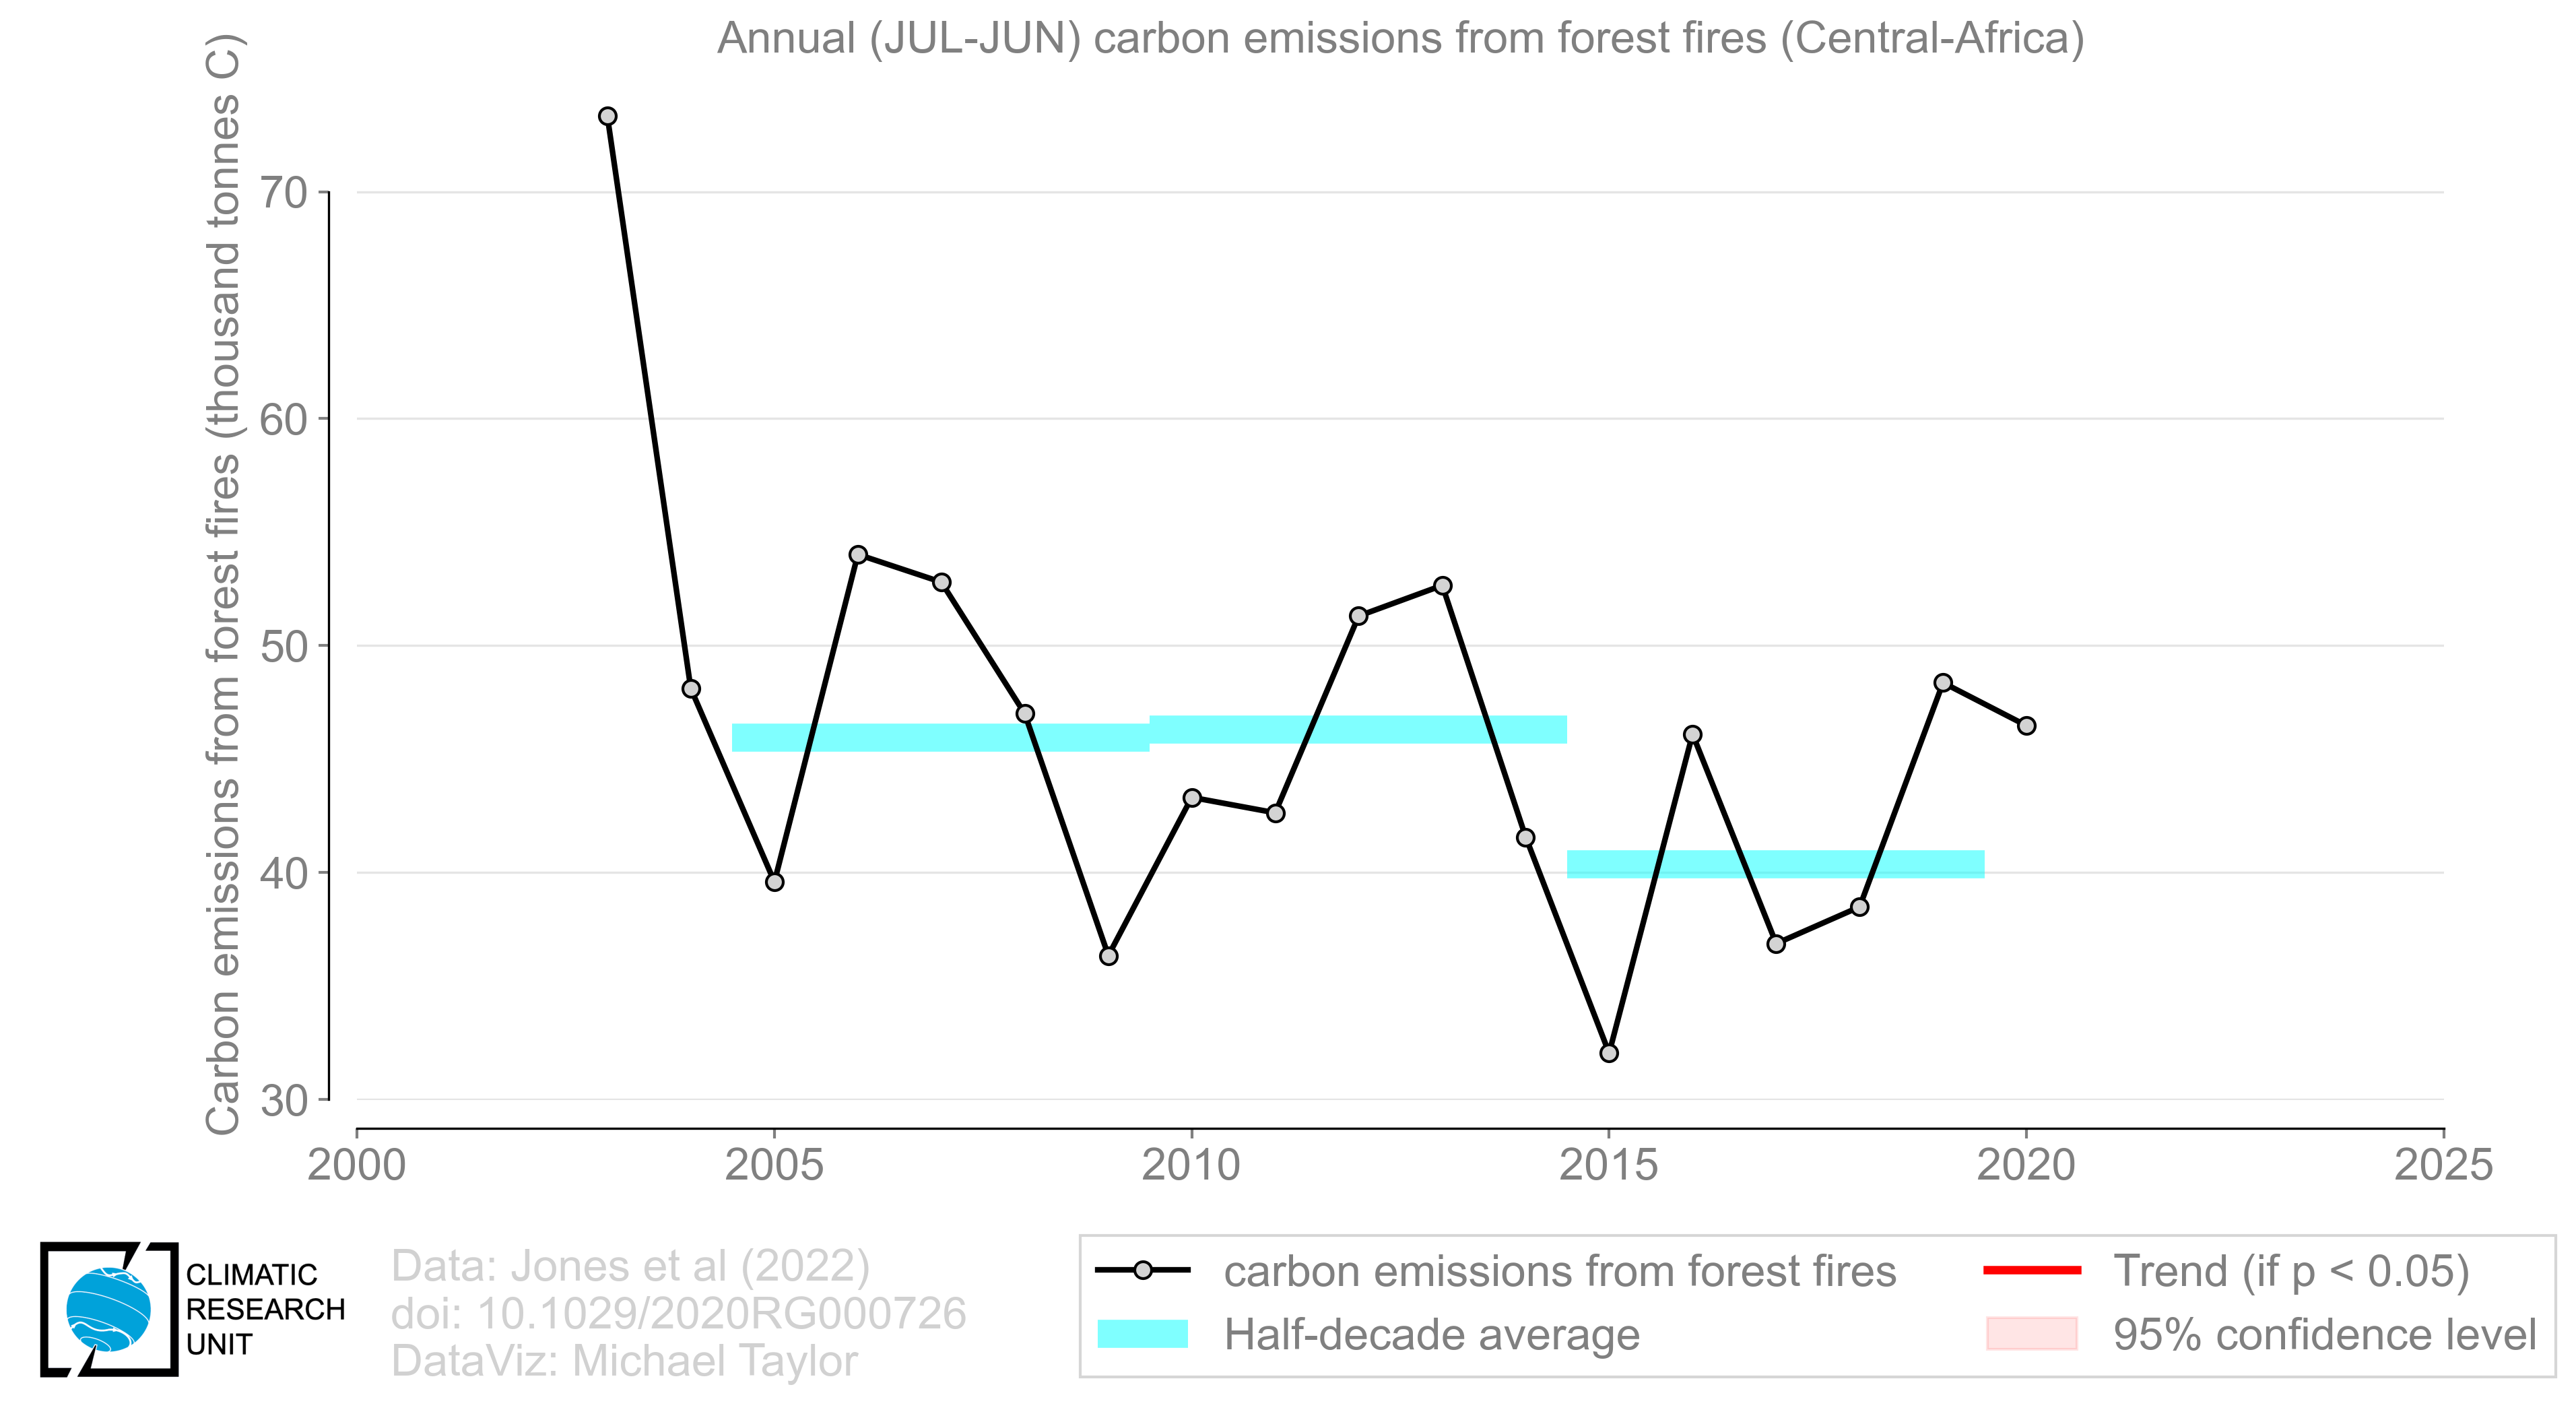 Annual (JUL-JUN) carbon emissions from forest fires (Central-Africa)
Carbon emissions from forest fires (thousand tonnes C)
70
60
50
40
30
2000 2005 2010 2015 2020 2025
CLIMATIC
RESEARCH
UNIT
Data: Jones et al (2022)
doi: 10.1029/2020RG000726
DataViz: Michael Taylor
carbon emissions from forest fires
Half-decade average
Trend (if p < 0.05)
95% confidence level